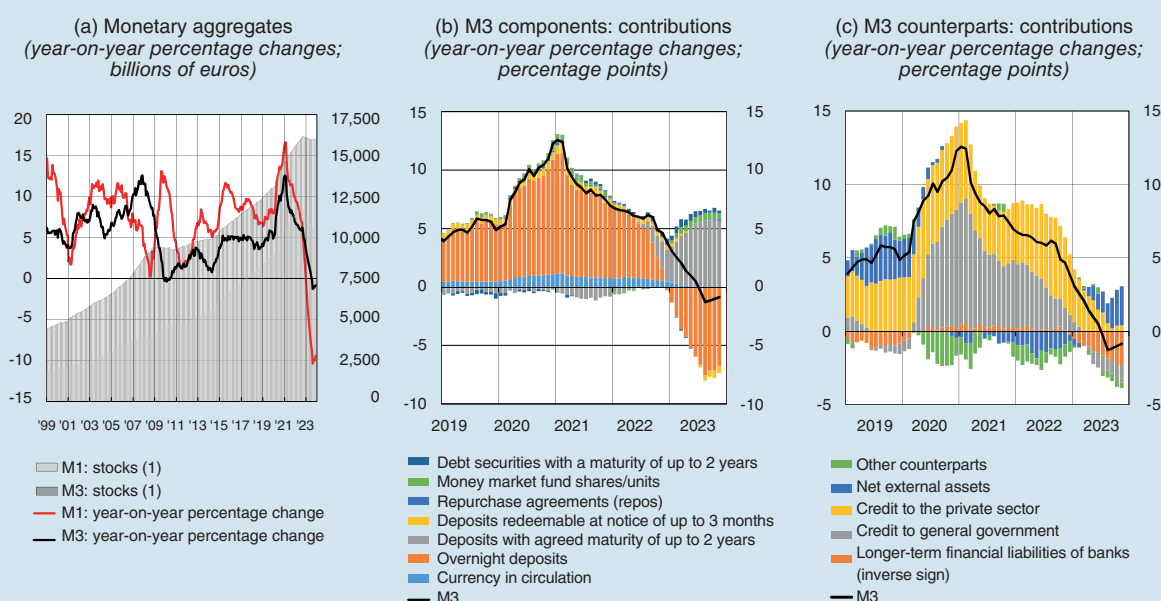 (a) Monetary aggregates
(year-on-year percentage changes;
billions of euros)
20
15
10
5
0
-5
-10
-15
17,500
15,000
12,500
10,000
7,500
5,000
2,500
0
'99 '01 '03 '05 '07 '09 '11 '13 '15 '17 '19 '21 '23
M1: stocks (1)
M3: stocks (1)
M1: year-on-year percentage change
M3: year-on-year percentage change
(b) M3 components: contributions
(year-on-year percentage changes;
percentage points)
15
10
5
0
-5
-10
15
10
5
0
-5
-10
2019 2020 2021 2022 2023
Debt securities with a maturity of up to 2 years
Money market fund shares/units
Repurchase agreements (repos)
Deposits redeemable at notice of up to 3 months
Deposits with agreed maturity of up to 2 years
Overnight deposits
Currency in circulation
M3
(c) M3 counterparts: contributions
(year-on-year percentage changes;
percentage points)
15
10
5
0
-5
15
10
5
0
-5
2019 2020 2021 2022 2023
Other counterparts
Net external assets
Credit to the private sector
Credit to general government
Longer-term financial liabilities of banks
(inverse sign)
M3